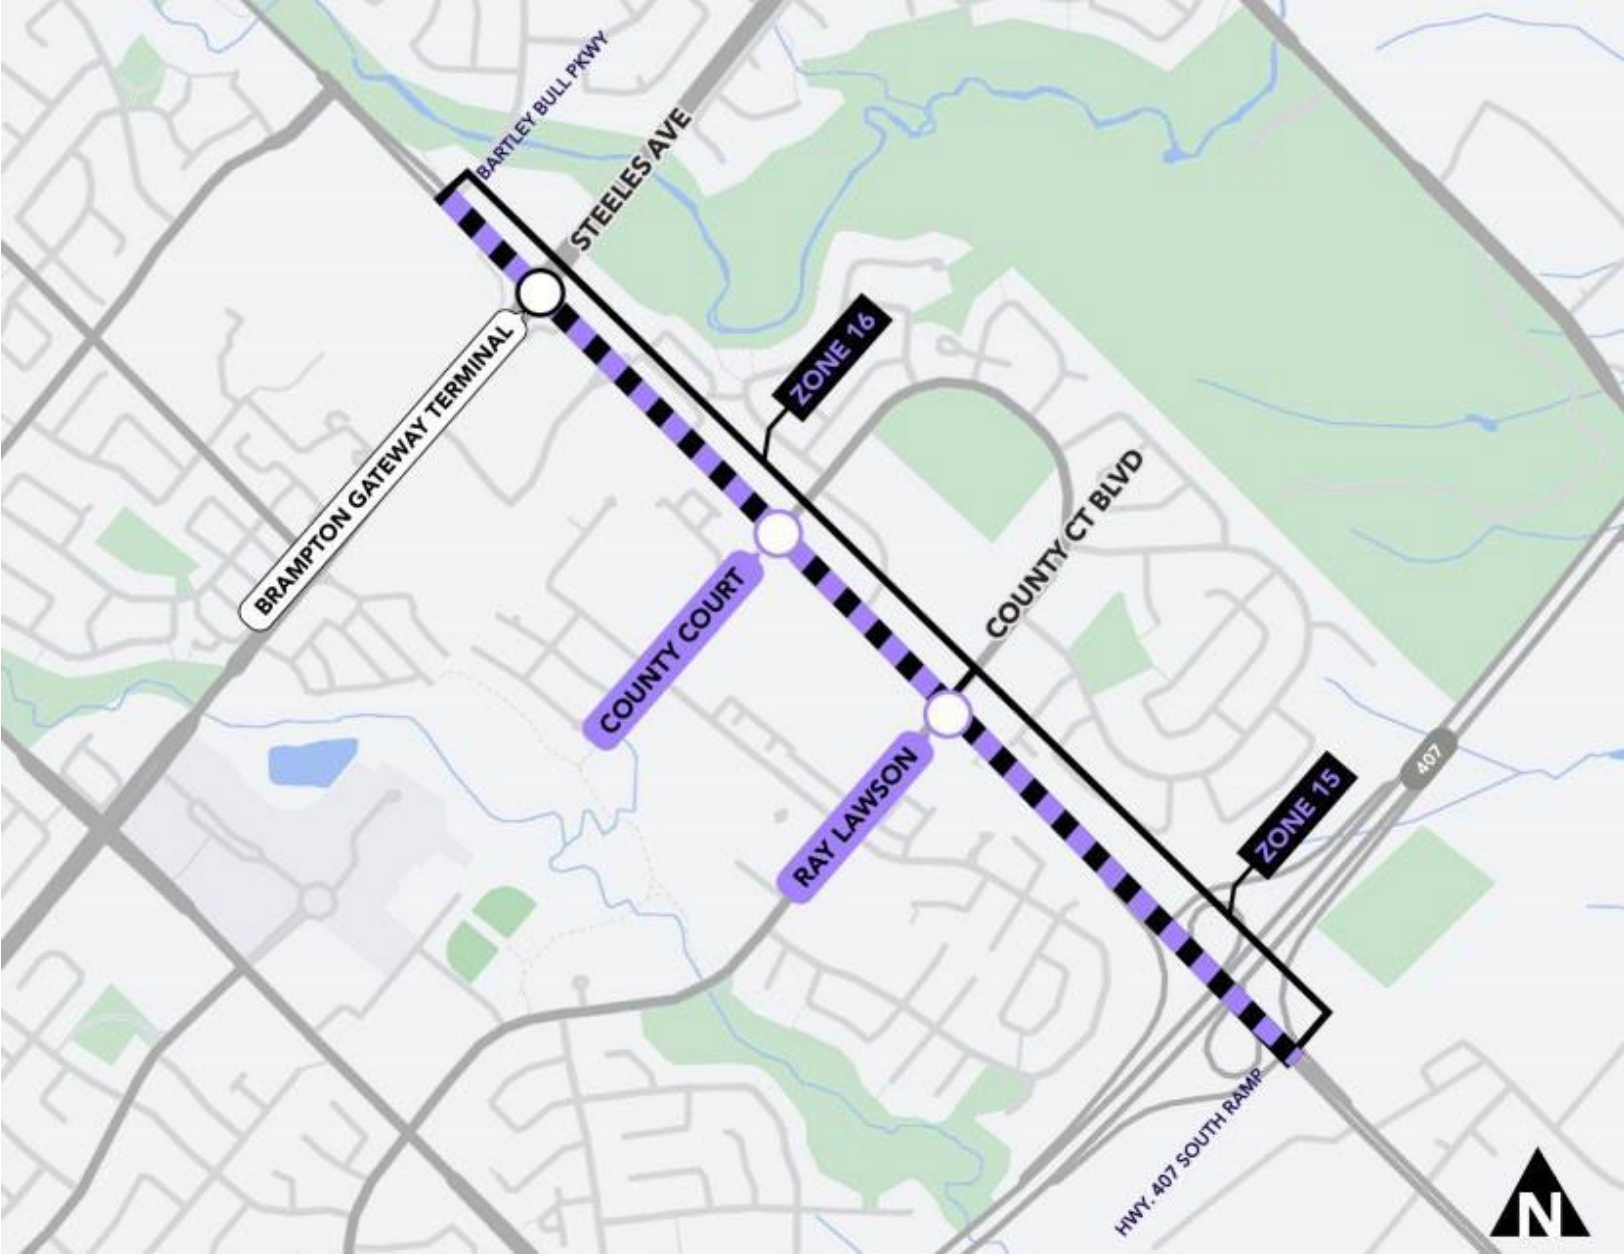 BARTLEY BULL PKWY
STEELES AVE
BRAMPTON GATEWAY TERMINAL
ZONE 16
COUNTY COURT
COUNTY CT BLVD
RAY LAWSON
ZONE 15
407
HWY. 407 SOUTH RAMP
N